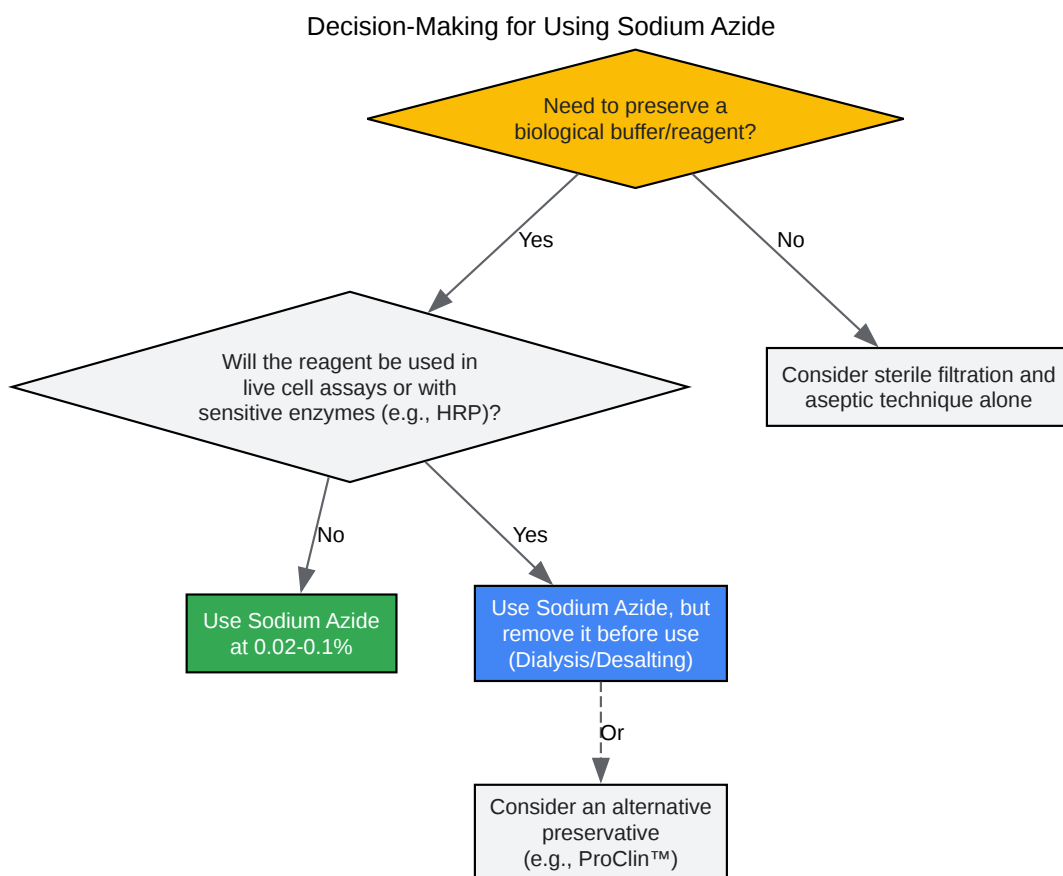 Decision-Making for Using Sodium Azide
Need to preserve a
biological buffer/reagent?
Yes
No
Will the reagent be used in
live cell assays or with
sensitive enzymes (e.g., HRP)?
Consider sterile filtration and
aseptic technique alone
No
Yes
Use Sodium Azide
at 0.02-0.1%
Use Sodium Azide, but
remove it before use
(Dialysis/Desalting)
Or
Consider an alternative
preservative
(e.g., ProClin™)